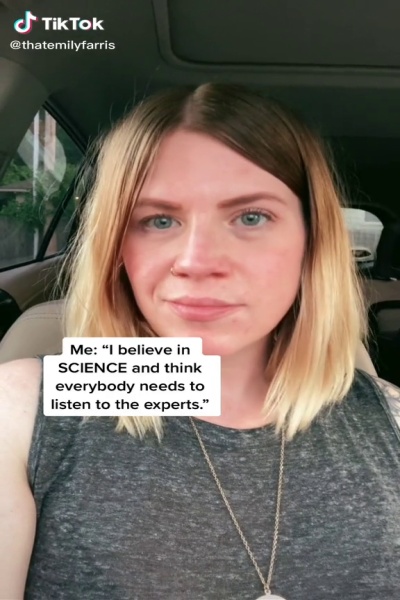 TikTok
@thatemilyfarris
Me: “I believe in
SCIENCE and think
everybody needs to
listen to the experts.”